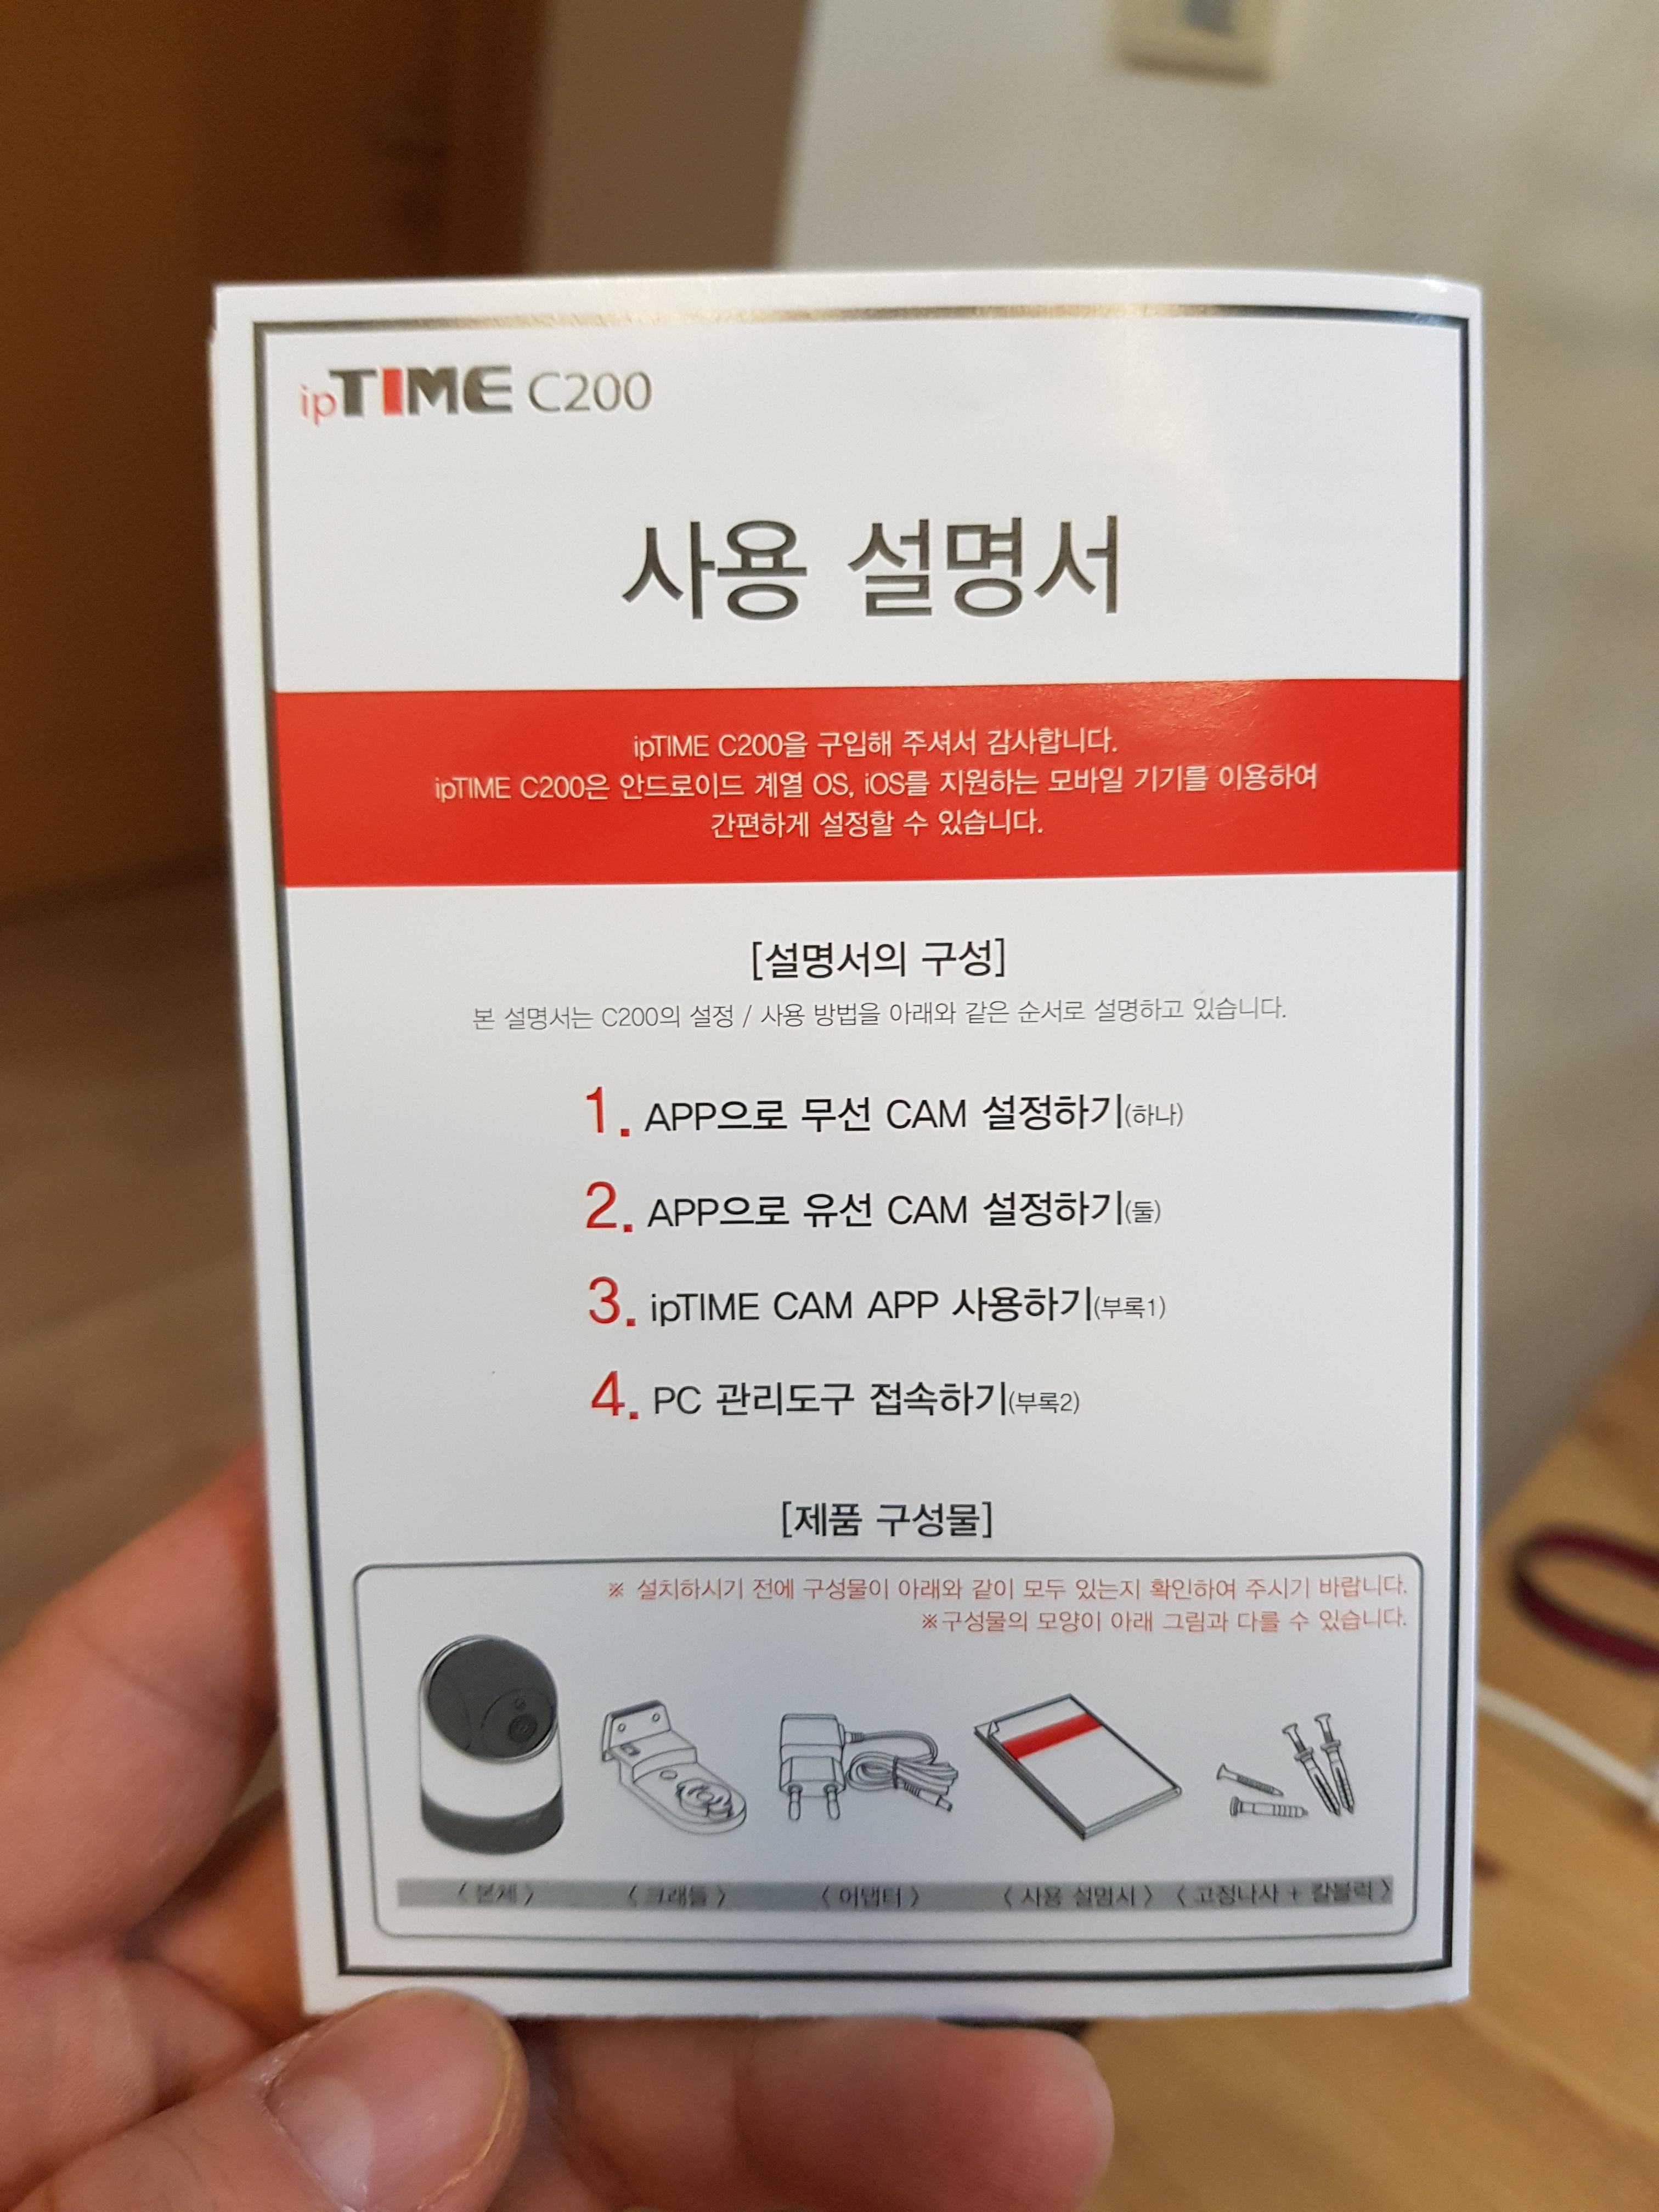 ipTIME C200
사용 설명서
ipTIME C200을 구입해 주셔서 감사합니다.
ipTIME C200은 안드로이드 계열 OS, iOS를 지원하는 모바일 기기를 이용하여
간편하게 설정할 수 있습니다.
[설명서의 구성]
본 설명서는 C200의 설정 / 사용 방법을 아래와 같은 순서로 설명하고 있습니다.
1. APP으로 무선 CAM 설정하기(하나)
2. APP으로 유선 CAM 설정하기(둘)
3. ipTIME CAM APP 사용하기(부록1)
4. PC 관리도구 접속하기(부록2)
[제품 구성물]
※ 설치하시기 전에 구성물이 아래와 같이 모두 있는지 확인하여 주시기 바랍니다.
※구성물의 모양이 아래 그림과 다를 수 있습니다.
〈 본체 〉 〈 크래들 〉 〈 어댑터 〉 〈 사용 설명서 〉 〈 고정나사 + 칼블럭 〉